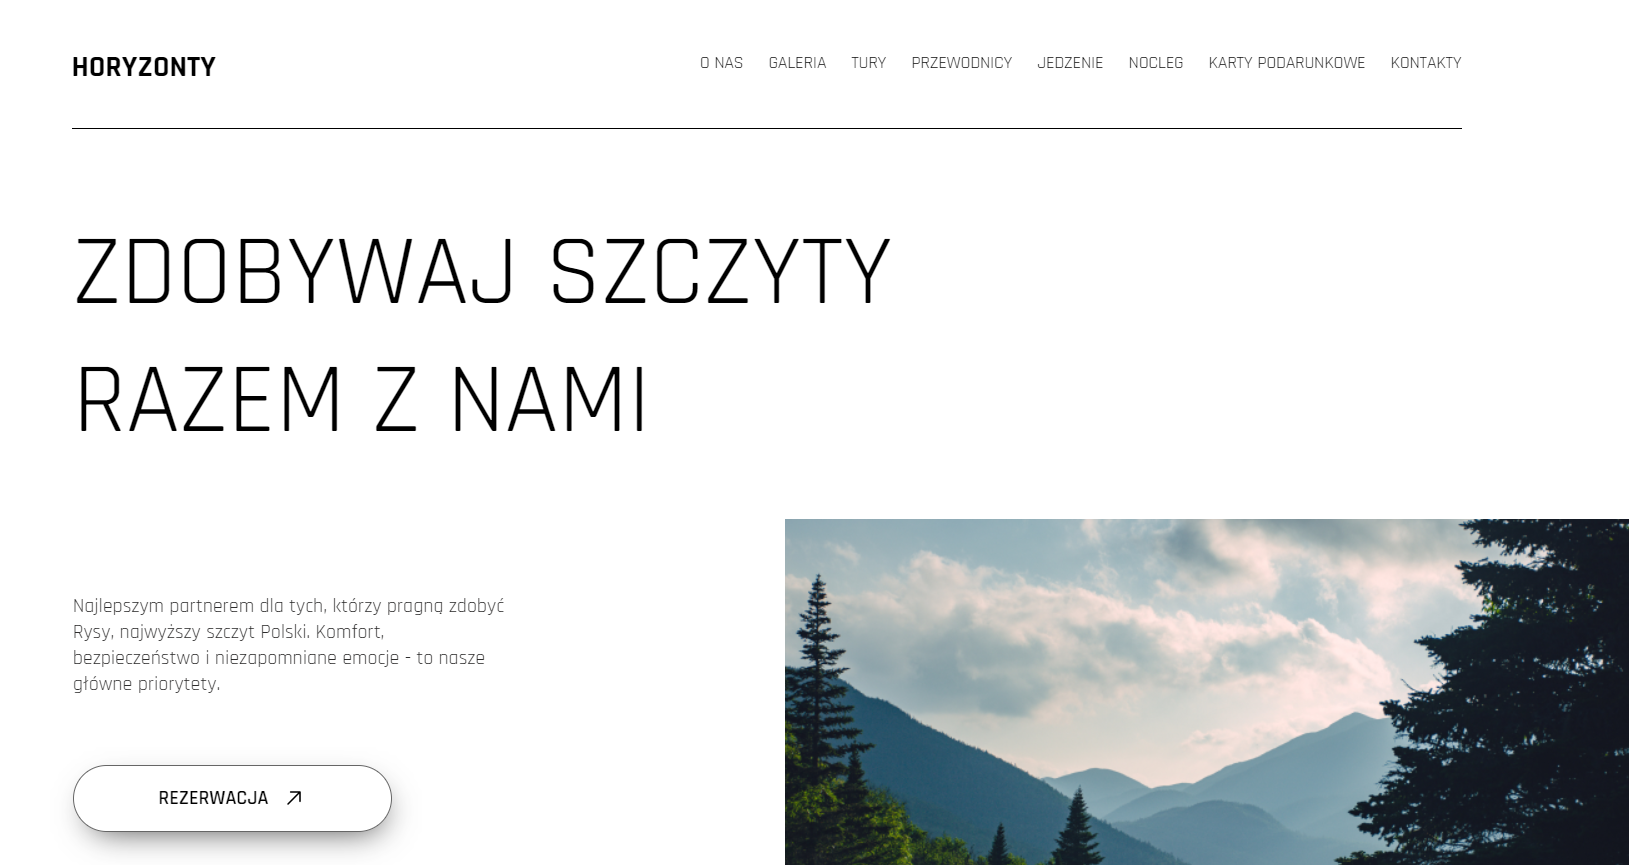 HORYZONTY
O NAS GALERIA TURY PRZEWODNICY JEDZENIE NOCLEG KARTY PODARUNKOWE KONTAKTY
ZDOBYWAJ SZCZYTY
RAZEM Z NAMI
Najlepszym partnerem dla tych, którzy pragną zdobyć
Rysy, najwyższy szczyt Polski. Komfort,
bezpieczeństwo i niezapomniane emocje - to nasze
główne priorytety.
REZERWACJA